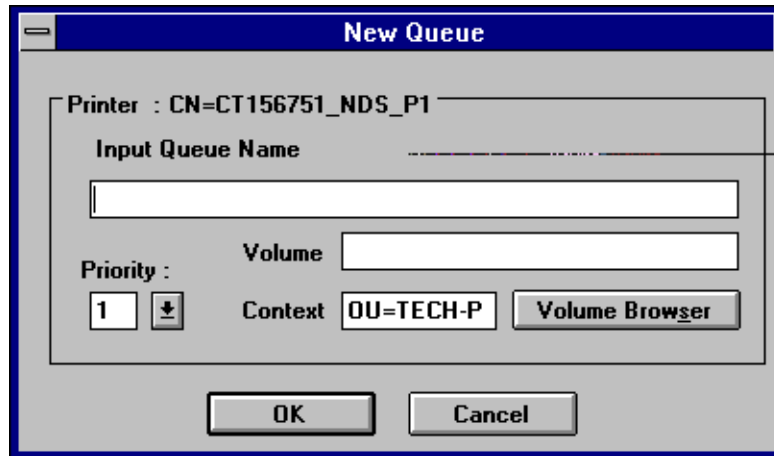 New Queue
Printer : CN=CT156751_NDS_P1
Input Queue Name
Volume
Priority :
1
Context OU=TECH-P Volume Browser
OK Cancel